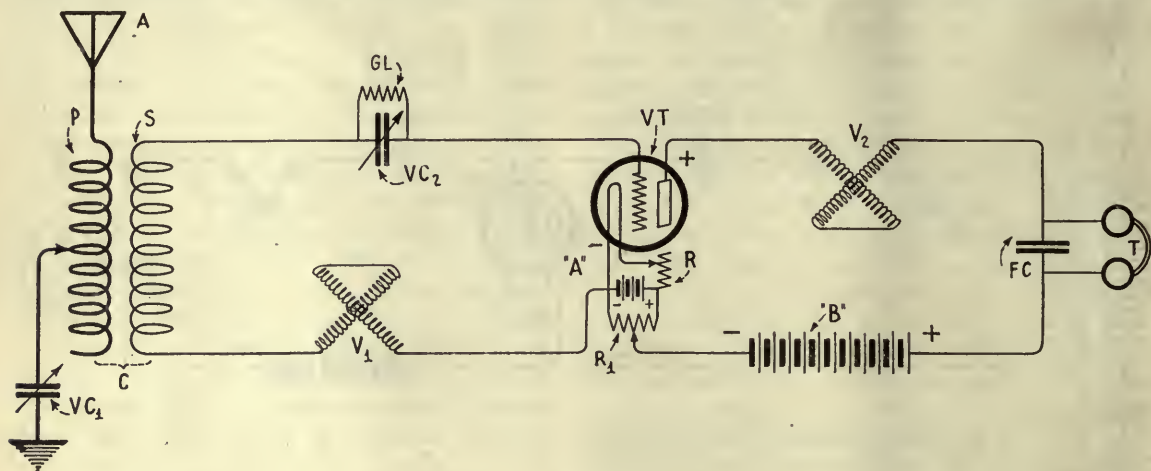 A
GL
P
S
VT
+
V2
VC2
"A"
-
R
- +
T
FC
V1
R1
-
"B"
+
C
VC1